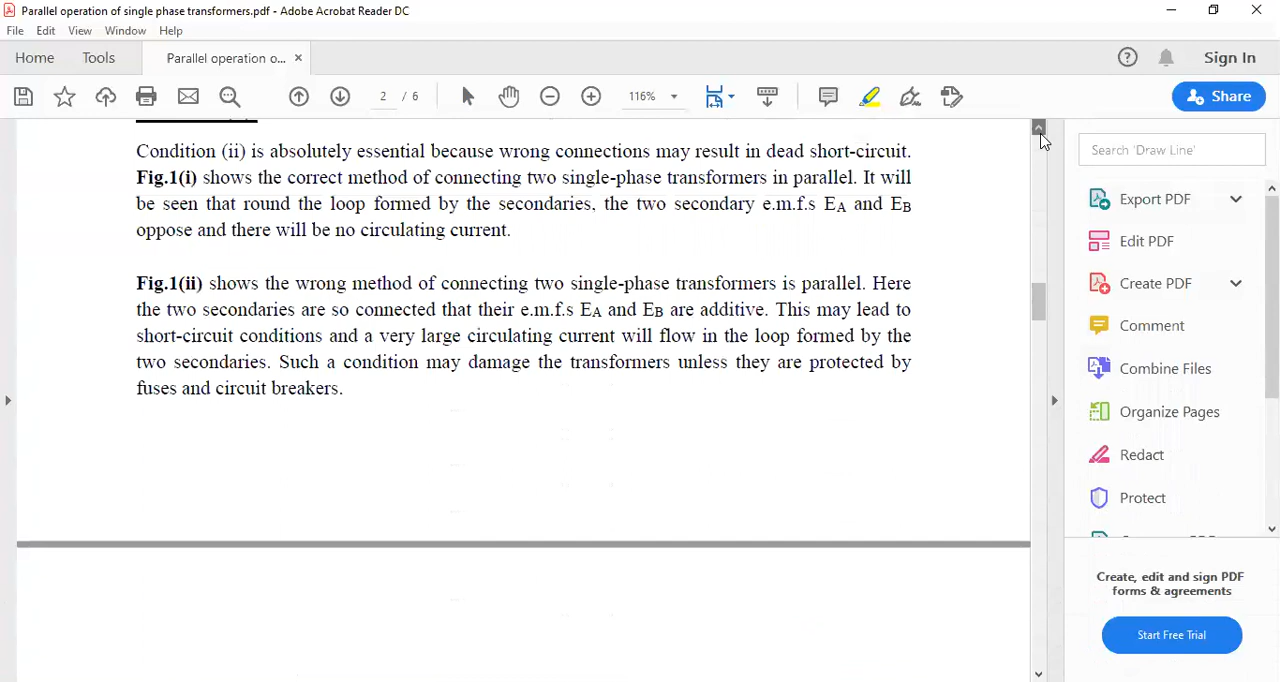 Parallel operation of single phase transformers.pdf - Adobe Acrobat Reader DC
File Edit View Window Help
Home Tools Parallel operation o... × Sign In
2 / 6 116% Share
Condition (ii) is absolutely essential because wrong connections may result in dead short-circuit.
Fig.1(i) shows the correct method of connecting two single-phase transformers in parallel. It will
be seen that round the loop formed by the secondaries, the two secondary e.m.f.s EA and EB
oppose and there will be no circulating current.
Fig.1(ii) shows the wrong method of connecting two single-phase transformers is parallel. Here
the two secondaries are so connected that their e.m.f.s EA and EB are additive. This may lead to
short-circuit conditions and a very large circulating current will flow in the loop formed by the
two secondaries. Such a condition may damage the transformers unless they are protected by
fuses and circuit breakers.
Search 'Draw Line'
Export PDF
Edit PDF
Create PDF
Comment
Combine Files
Organize Pages
Redact
Protect
Create, edit and sign PDF
forms & agreements
Start Free Trial